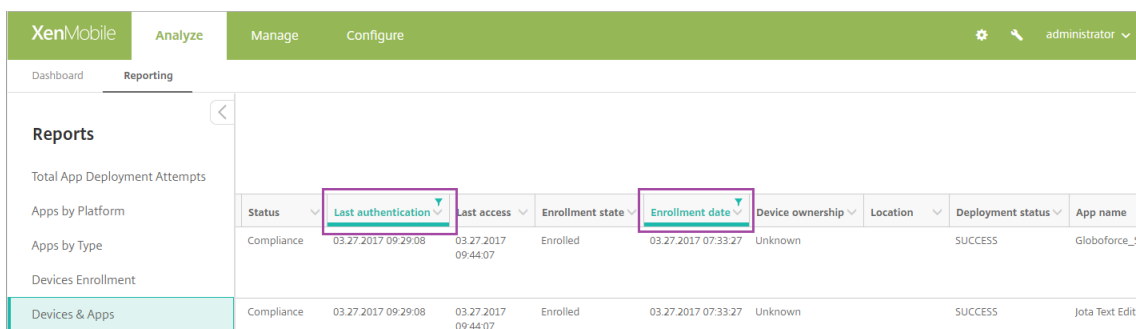 XenMobile Analyze Manage Configure administrator
Dashboard Reporting
Reports
Total App Deployment Attempts
Apps by Platform
Apps by Type
Devices Enrollment
Devices & Apps
Status Last authentication Last access Enrollment state Enrollment date Device ownership Location Deployment status App name
Compliance 03.27.2017 09:29:08 03.27.2017 Enrolled 03.27.2017 07:33:27 Unknown SUCCESS Globoforce_
09:44:07
Compliance 03.27.2017 09:29:08 03.27.2017 Enrolled 03.27.2017 07:33:27 Unknown SUCCESS Jota Text Edit
09:44:07